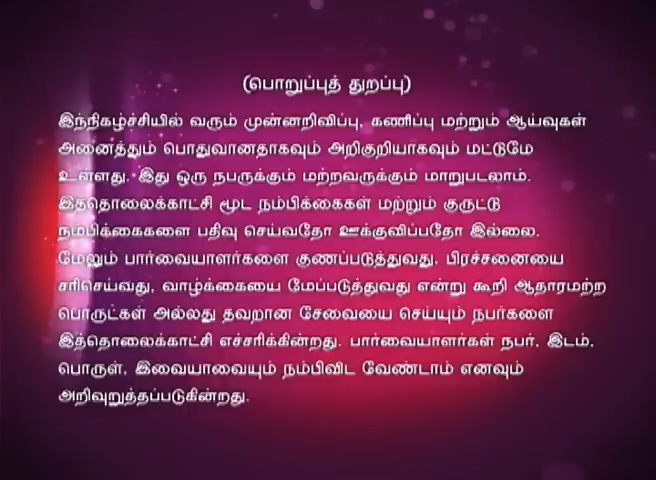 (பொறுப்புத் துறப்பு)
இந்நிகழ்ச்சியில் வரும் முன்னறிவிப்பு, கணிப்பு மற்றும் ஆய்வுகள்
அனைத்தும் பொதுவானதாகவும் அறிகுறியாகவும் மட்டுமே
உள்ளது. இது ஒரு நபருக்கும் மற்றவருக்கும் மாறுபடலாம்.
இத்தொலைக்காட்சி மூட நம்பிக்கைகள் மற்றும் குருட்டு
நம்பிக்கைகளை பதிவு செய்வதோ ஊக்குவிப்பதோ இல்லை.
மேலும் பார்வையாளர்களை குணப்படுத்துவது, பிரச்சனையை
சரிசெய்வது, வாழ்க்கையை மேப்படுத்துவது என்று கூறி ஆதாரமற்ற
பொருட்கள் அல்லது தவறான சேவையை செய்யும் நபர்களை
இத்தொலைக்காட்சி எச்சரிக்கின்றது. பார்வையாளர்கள் நபர், இடம்,
பொருள், இவையாவையும் நம்பிவிட வேண்டாம் எனவும்
அறிவுறுத்தப்படுகின்றது.